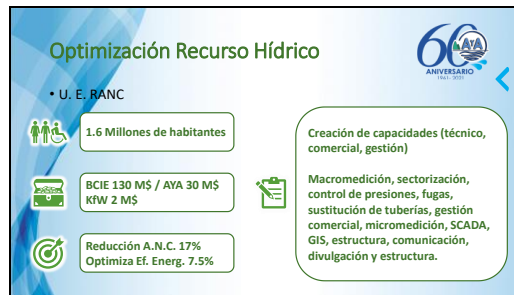 Optimización Recurso Hídrico
60
AyA
ANIVERSARIO
1961- 2021
• U. E. RANC
1.6 Millones de habitantes
BCIE 130 M$ / AYA 30 M$
KfW 2 M$
Reducción A.N.C. 17%
Optimiza Ef. Energ. 7.5%
Creación de capacidades (técnico,
comercial, gestión)
Macromedición, sectorización,
control de presiones, fugas,
sustitución de tuberías, gestión
comercial, micromedición, SCADA,
GIS, estructura, comunicación,
divulgación y estructura.